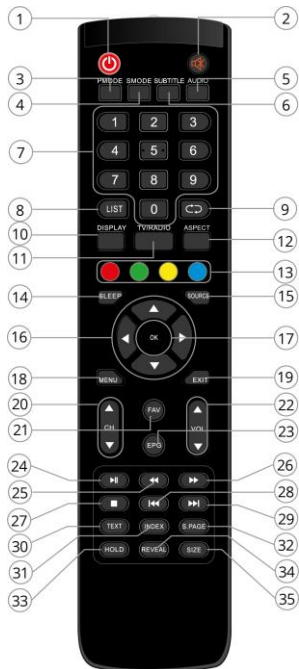 1
2
3
PMODE SMODE SUBTITLE AUDIO
5
4
6
1 2 3
7
4 5 6
7 8 9
8
LIST
0
9
10
DISPLAY TV/RADIO ASPECT
11
12
13
14
SLEEP
SOURCE
15
16
OK
17
18
MENU
EXIT
19
20
CH
FAV
VOL
22
21
EPG
23
24
25
26
27
28
29
30
TEXT INDEX S.PAGE
31
32
HOLD REVEAL SIZE
33
34
35